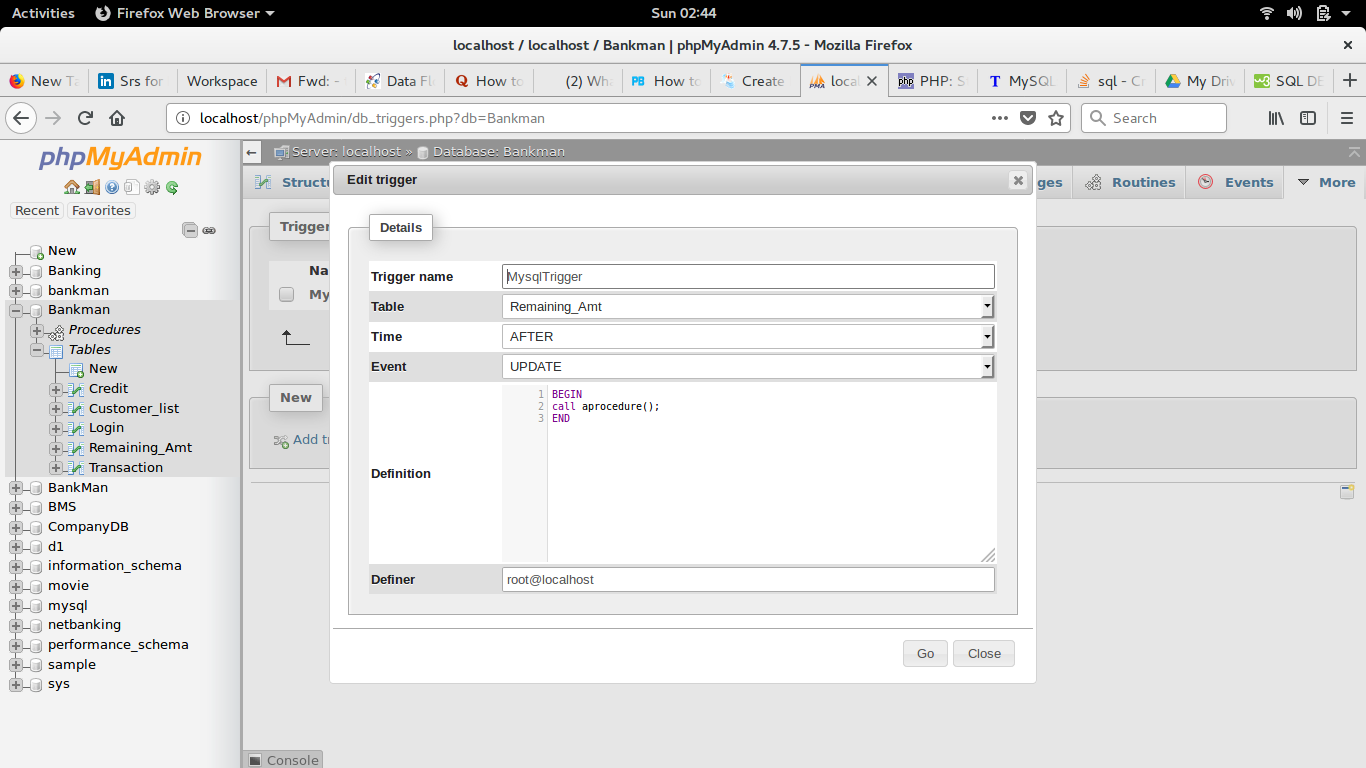 Activities Firefox Web Browser Sun 02:44
localhost / localhost / Bankman | phpMyAdmin 4.7.5 - Mozilla Firefox
New Ta Srs for Workspace Fwd: - Data Fl How to (2) Wha How to Create local PHP: S MySQL sql - Cr My Driv SQL DE
localhost/phpMyAdmin/db_triggers.php?db=Bankman Search
phpMyAdmin
Recent Favorites
New
Banking
bankman
Bankman
Procedures
Tables
New
Credit
Customer_list
Login
Remaining_Amt
Transaction
BankMan
BMS
CompanyDB
d1
information_schema
movie
mysql
netbanking
performance_schema
sample
sys
Server: localhost » Database: Bankman
Structu ges Routines Events More
Trigger
Na
My
New
Add tr
Edit trigger
Details
Trigger name MysqlTrigger
Table Remaining_Amt
Time AFTER
Event UPDATE
Definition
1 BEGIN
2 call aprocedure();
3 END
Definer root@localhost
Go Close
Console